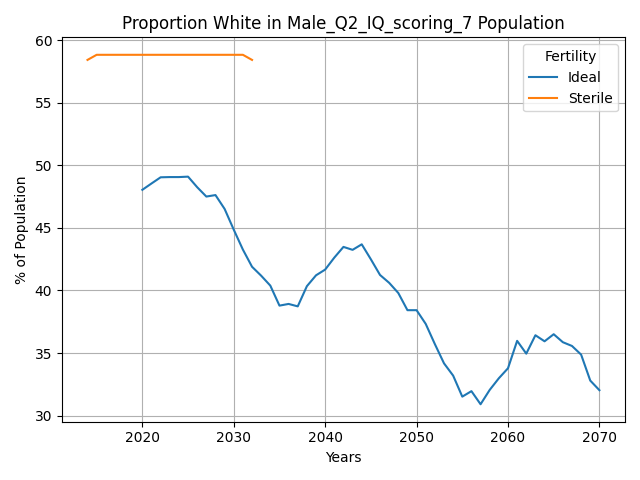 Proportion White in Male_Q2_IQ_scoring_7 Population
% of Population
60
55
50
45
40
35
30
Fertility
Ideal
Sterile
2020 2030 2040 2050 2060 2070
Years